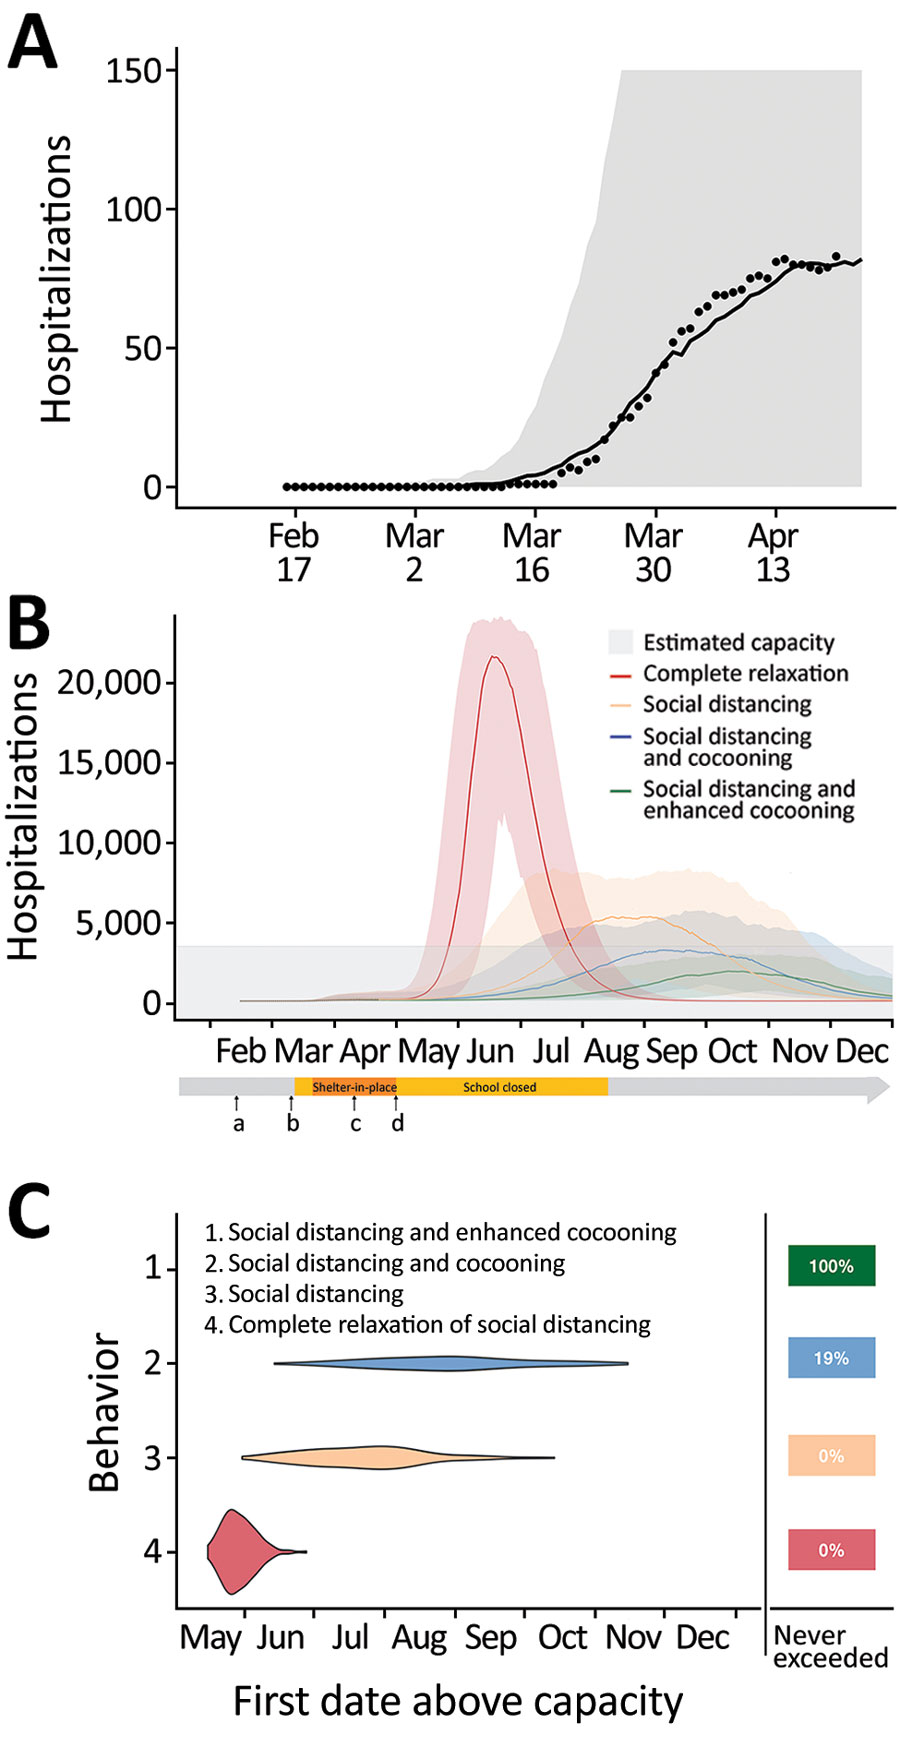 A
Hospitalizations
150
100
50
0
Feb
17
Mar
2
Mar
16
Mar
30
Apr
13
B
Hospitalizations
20,000
15,000
10,000
5,000
0
Estimated capacity
Complete relaxation
Social distancing
Social distancing
and cocooning
Social distancing and
enhanced cocooning
Feb Mar Apr May Jun Jul Aug Sep Oct Nov Dec
Shelter-in-place
School closed
a b c d
C
Behavior
1. Social distancing and enhanced cocooning
2. Social distancing and cocooning
3. Social distancing
4. Complete relaxation of social distancing
1
2
3
4
100%
19%
0%
0%
May Jun Jul Aug Sep Oct Nov Dec
Never
exceeded
First date above capacity